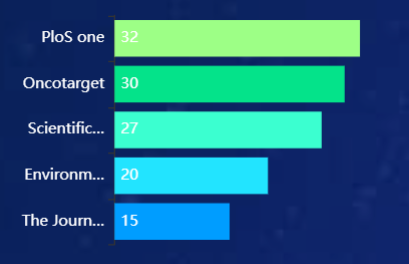 PloS one 32
Oncotarget 30
Scientific... 27
Environm... 20
The Journ... 15